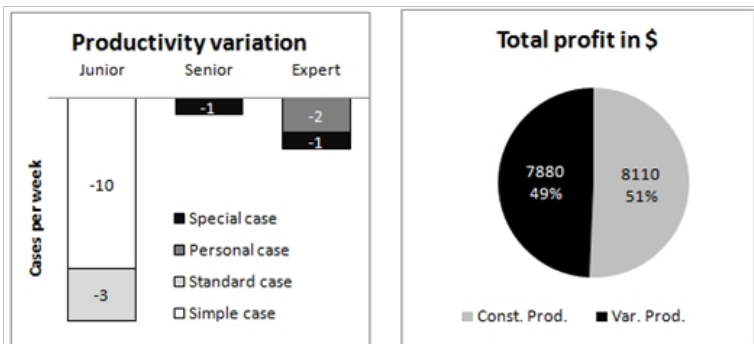 Productivity variation
Junior Senior Expert
-1
-2
-1
-10
-3
Cases per week
Special case
Personal case
Standard case
Simple case
Total profit in $
7880
49%
8110
51%
Const. Prod. Var. Prod.